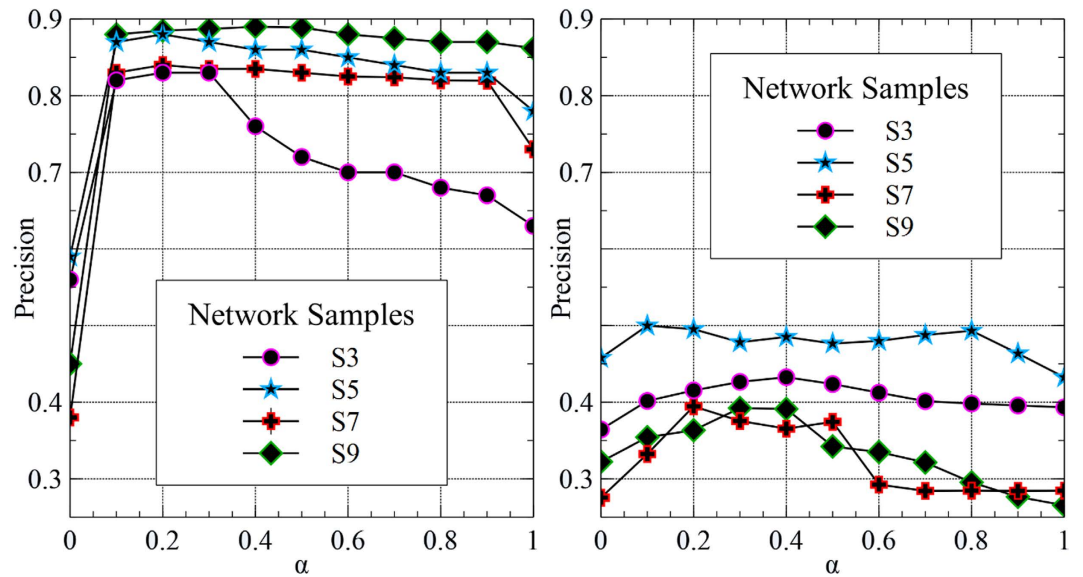 0.9
0.8
0.7
0.4
0.3
Precision
Network Samples
S3
S5
S7
S9
0 0.2 0.4 0.6 0.8 1
α
0.9
0.8
0.7
0.4
0.3
Precision
Network Samples
S3
S5
S7
S9
0 0.2 0.4 0.6 0.8 1
α